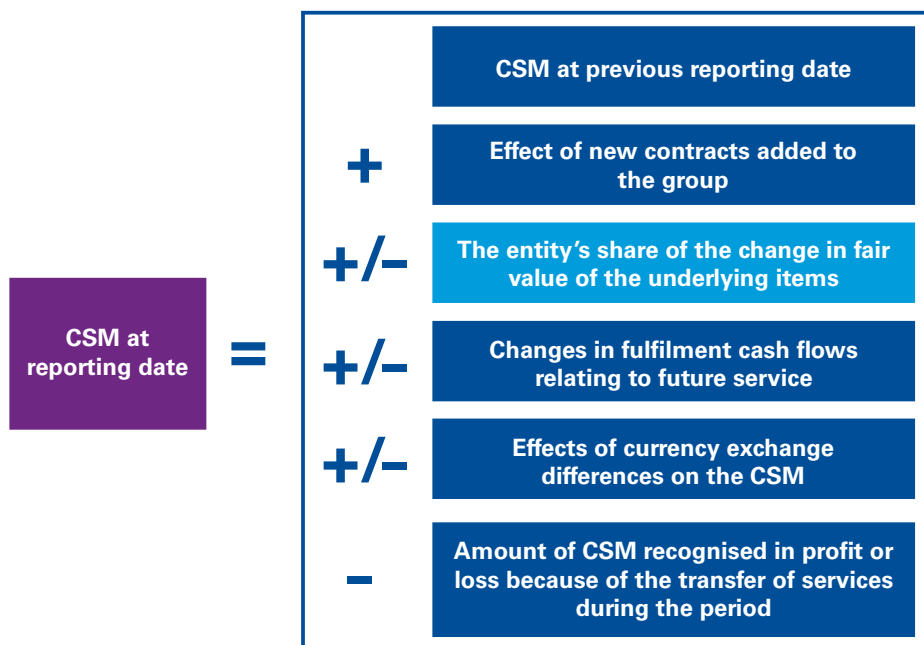 CSM at previous reporting date
+
Effect of new contracts added to
the group
+/–
The entity’s share of the change in fair
value of the underlying items
CSM at
reporting date
=
+/–
Changes in fulfilment cash flows
relating to future service
+/–
Effects of currency exchange
differences on the CSM
–
Amount of CSM recognised in profit or
loss because of the transfer of services
during the period